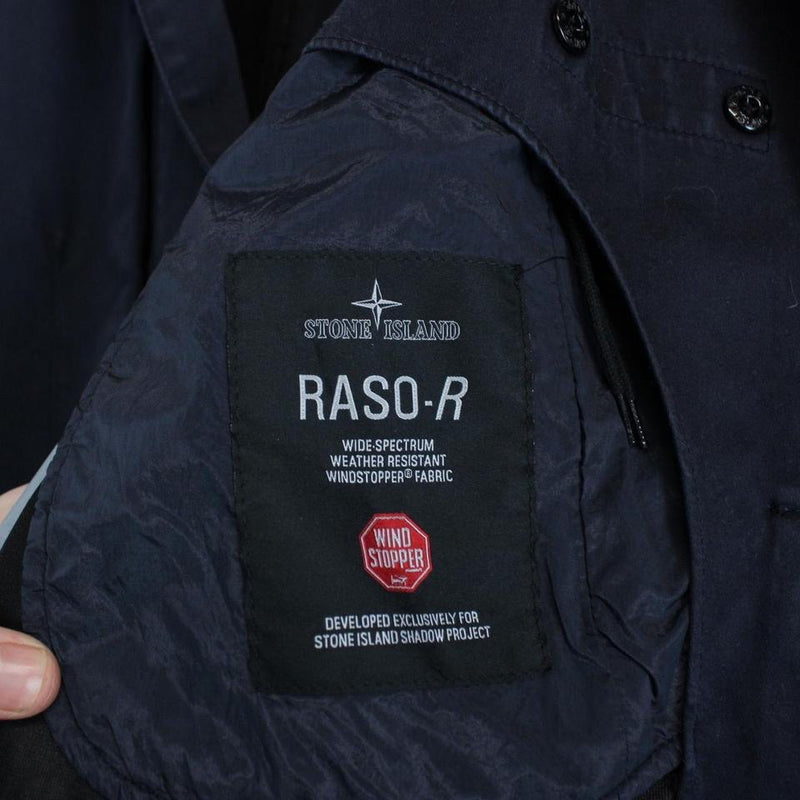 STONE ISLAND
RASO-R
WIDE-SPECTRUM
WEATHER RESISTANT
WINDSTOPPER® FABRIC
WIND
STOPPER
DEVELOPED EXCLUSIVELY FOR
STONE ISLAND SHADOW PROJECT